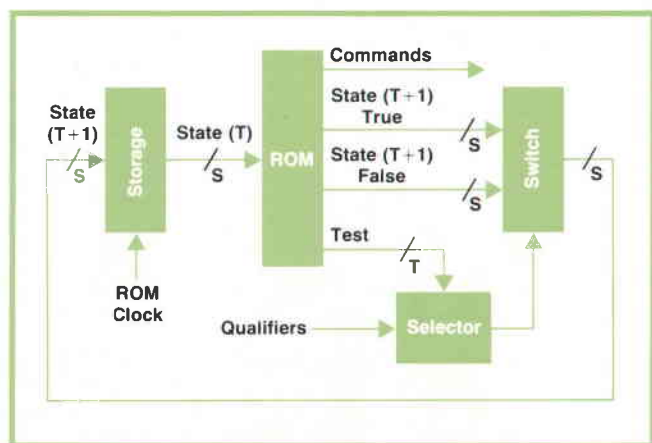 Commands
State
(T+1)
S
Storage
State (T)
S
ROM
State (T+1)
True
S
State (T+1)
False
S
Switch
S
Test
T
ROM
Clock
Qualifiers
Selector